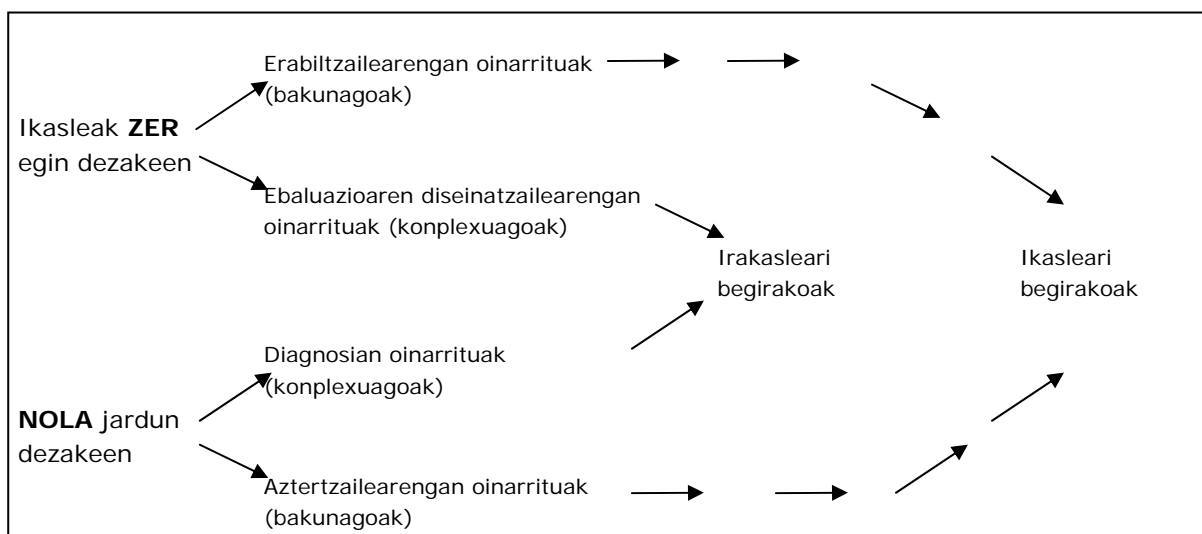 Erabiltzailearengan oinarrituak
(bakunagoak)
Ikasleak ZER
egin dezakeen
Ebaluazioaren diseinatzailearengan
oinarrituak (konplexuagoak)
Irakasleari
begirakoak
Ikasleari
begirakoak
Diagnosian oinarrituak
(konplexuagoak)
NOLA jardun
dezakeen
Aztertzailearengan oinarrituak
(bakunagoak)